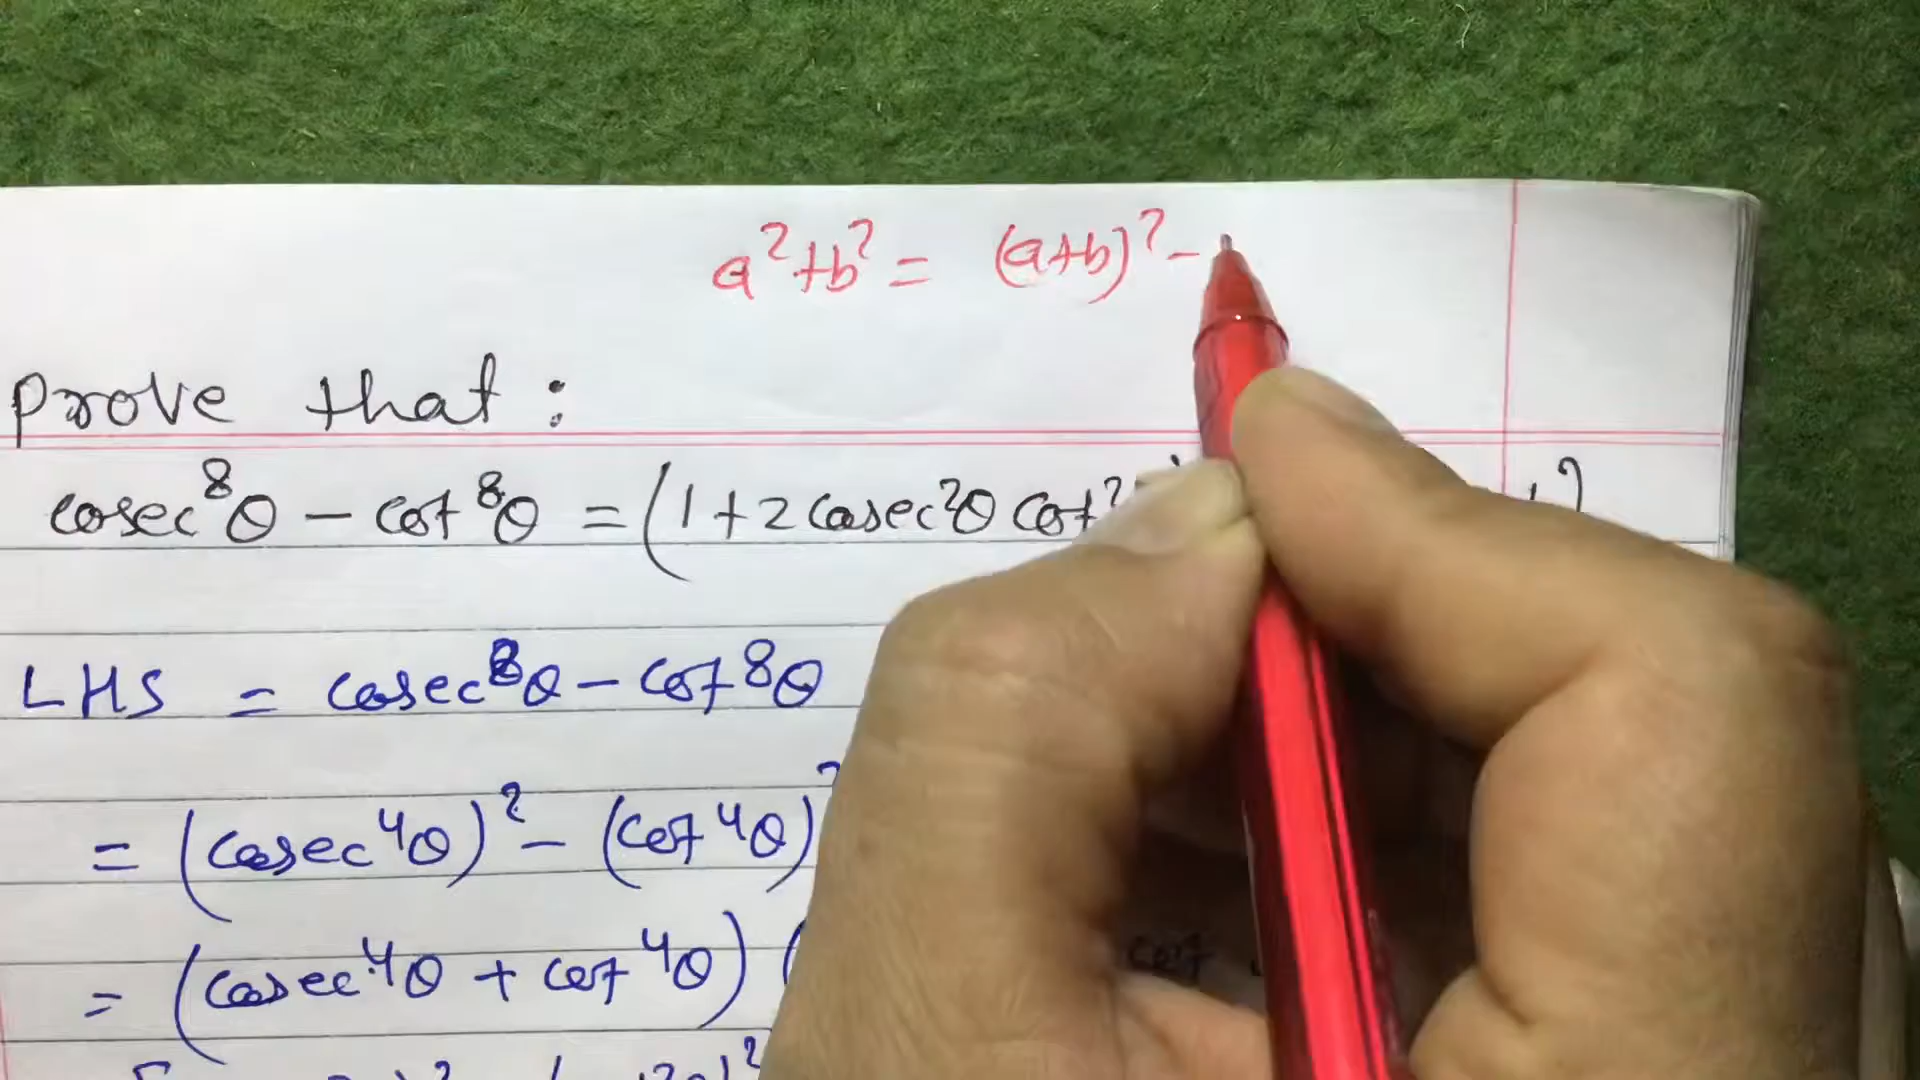 a²+b² = (a+b)² -
Prove that :
cosec⁸θ - cot⁸θ = (1+2cosec²θ cot²
LHS = cosec⁸θ - cot⁸θ
= (cosec⁴θ)² - (cot⁴θ)²
= (cosec⁴θ + cot⁴θ) ( cot